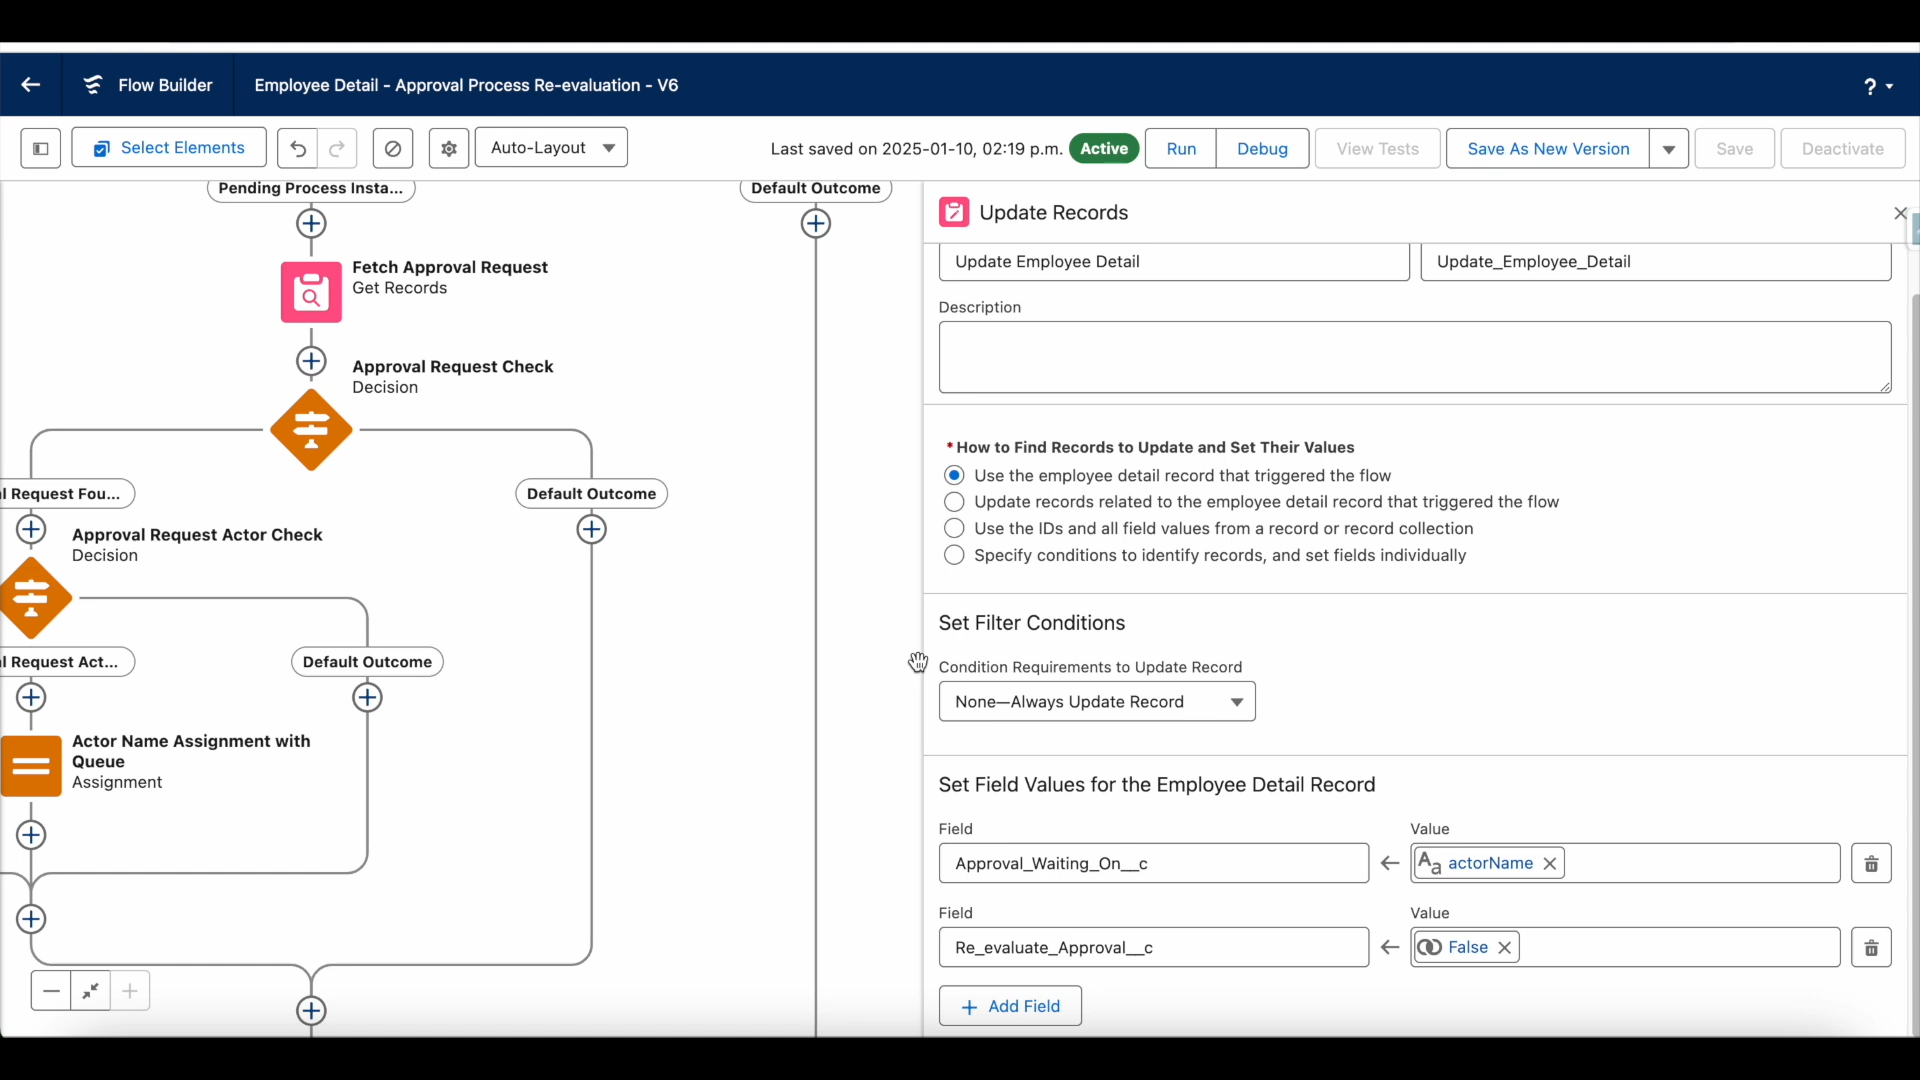 Flow Builder
Employee Detail - Approval Process Re-evaluation - V6
?
Select Elements
Auto-Layout
Last saved on 2025-01-10, 02:19 p.m.
Active
Run
Debug
View Tests
Save As New Version
Save
Deactivate
Pending Process Insta...
Default Outcome
Fetch Approval Request
Get Records
Approval Request Check
Decision
l Request Fou...
Default Outcome
Approval Request Actor Check
Decision
l Request Act...
Default Outcome
Actor Name Assignment with
Queue
Assignment
Update Records
Update Employee Detail
Update_Employee_Detail
Description
*How to Find Records to Update and Set Their Values
Use the employee detail record that triggered the flow
Update records related to the employee detail record that triggered the flow
Use the IDs and all field values from a record or record collection
Specify conditions to identify records, and set fields individually
Set Filter Conditions
Condition Requirements to Update Record
None—Always Update Record
Set Field Values for the Employee Detail Record
Field
Value
Approval_Waiting_On__c
Aa actorName
Field
Value
Re_evaluate_Approval__c
False
Add Field